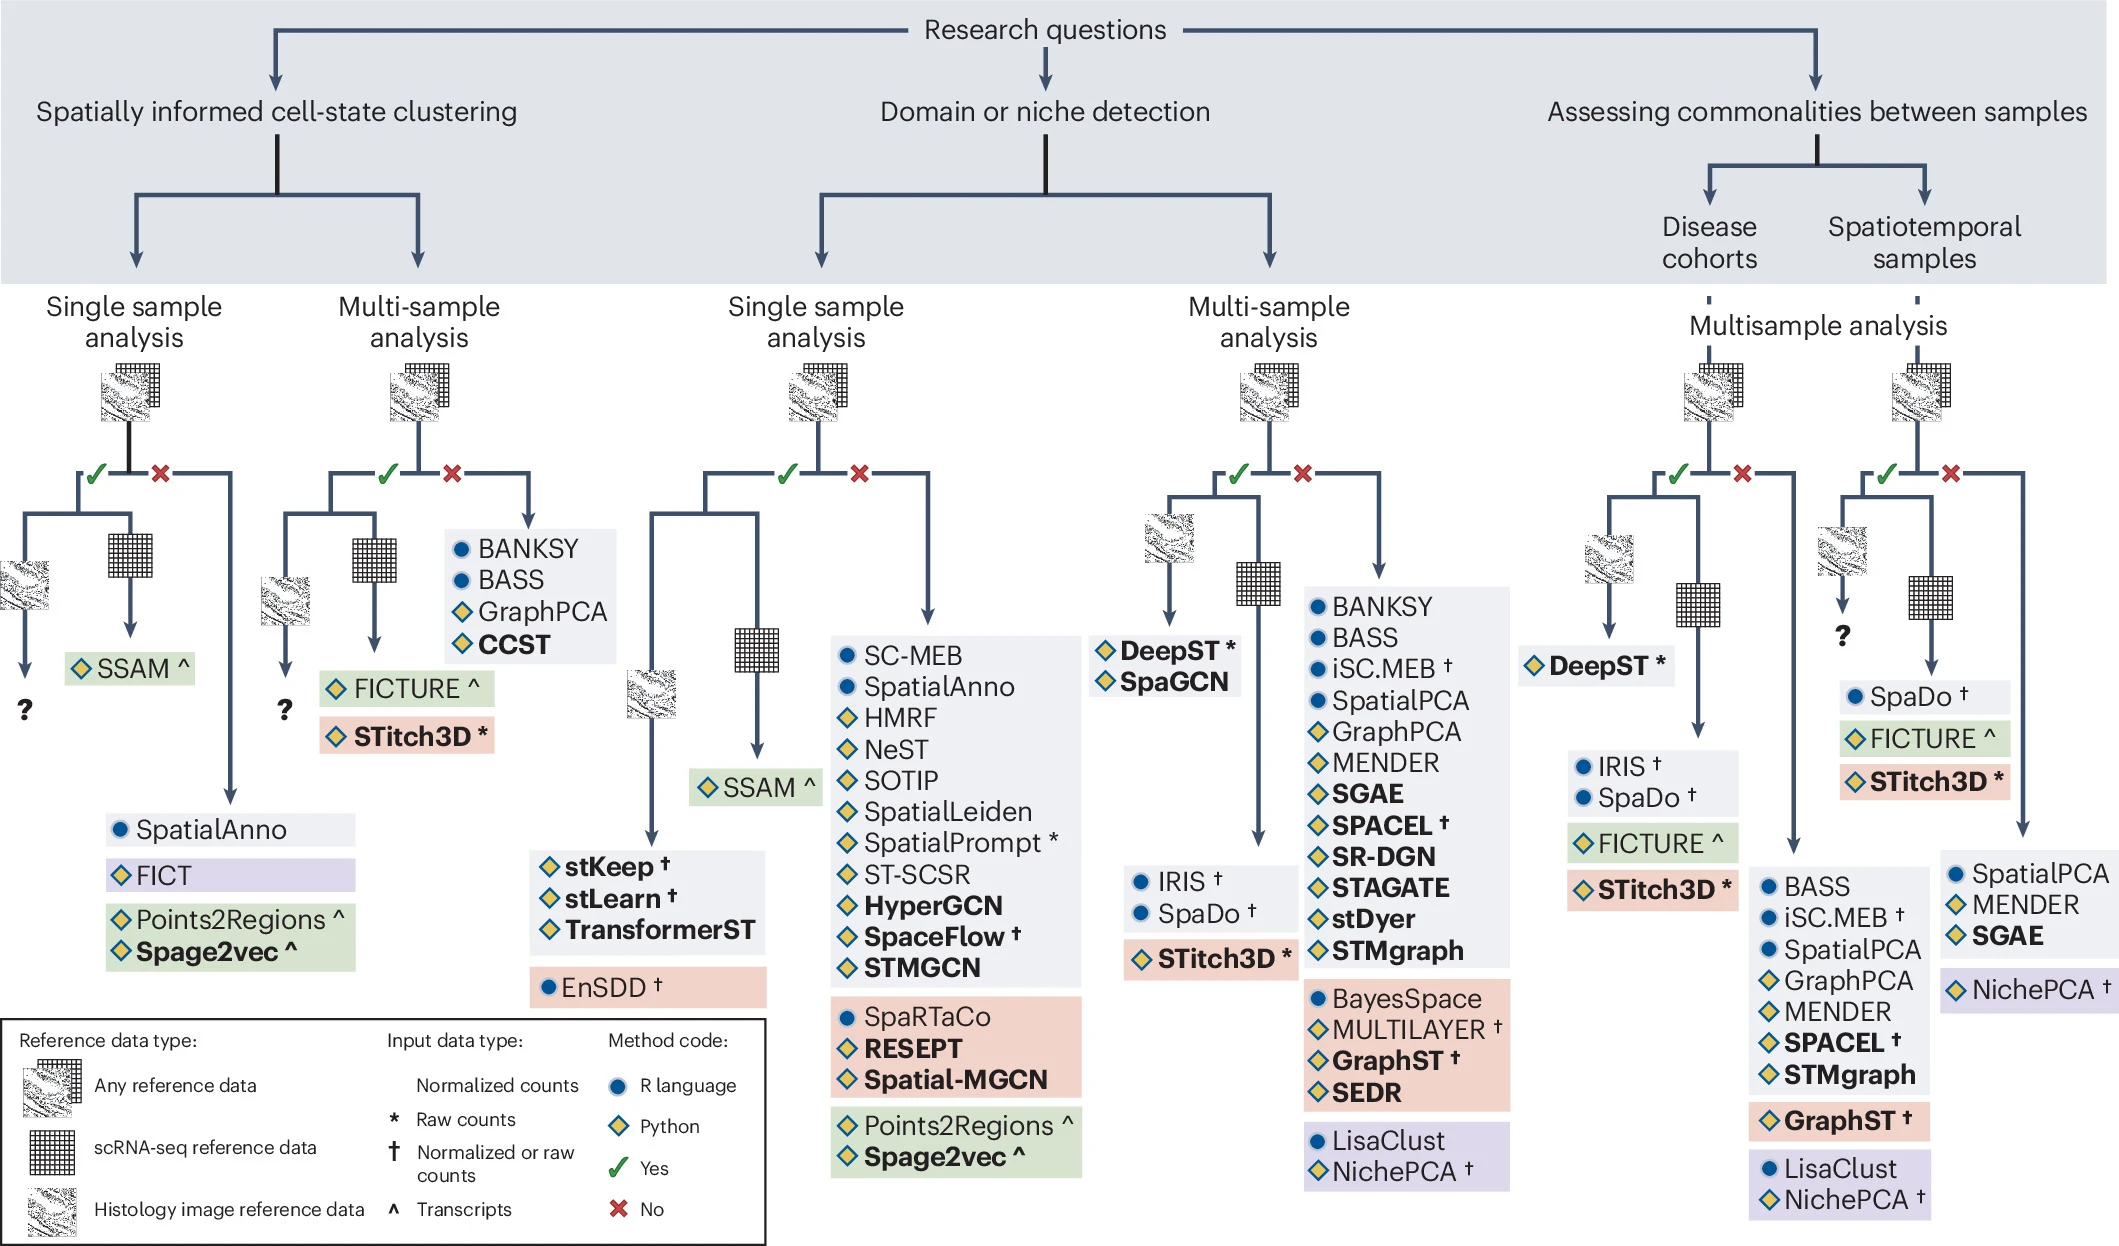 Research questions
Spatially informed cell-state clustering
Domain or niche detection
Assessing commonalities between samples
Disease
cohorts
Spatiotemporal
samples
Single sample
analysis
Multi-sample
analysis
Single sample
analysis
Multi-sample
analysis
Multisample analysis
?
SSAM ^
SpatialAnno
FICT
Points2Regions ^
Spage2vec ^
?
FICTURE ^
STitch3D *
BANKSY
BASS
GraphPCA
CCST
stKeep †
stLearn †
TransformerST
EnSDD †
SSAM ^
SC-MEB
SpatialAnno
HMRF
NeST
SOTIP
SpatialLeiden
SpatialPrompt *
ST-SCSR
HyperGCN
SpaceFlow †
STMGCN
SpaRTaCo
RESEPT
Spatial-MGCN
Points2Regions ^
Spage2vec ^
DeepST *
SpaGCN
IRIS †
SpaDo †
STitch3D *
BANKSY
BASS
iSC.MEB †
SpatialPCA
GraphPCA
MENDER
SGAE
SPACEL †
SR-DGN
STAGATE
stDyer
STMgraph
BayesSpace
MULTILAYER †
GraphST †
SEDR
LisaClust
NichePCA †
DeepST *
IRIS †
SpaDo †
FICTURE ^
STitch3D *
BASS
iSC.MEB †
SpatialPCA
GraphPCA
MENDER
SPACEL †
STMgraph
GraphST †
LisaClust
NichePCA †
?
SpaDo †
FICTURE ^
STitch3D *
SpatialPCA
MENDER
SGAE
NichePCA †
Reference data type:
Any reference data
scRNA-seq reference data
Histology image reference data
Input data type:
Normalized counts
* Raw counts
† Normalized or raw
counts
^ Transcripts
Method code:
R language
Python
Yes
No